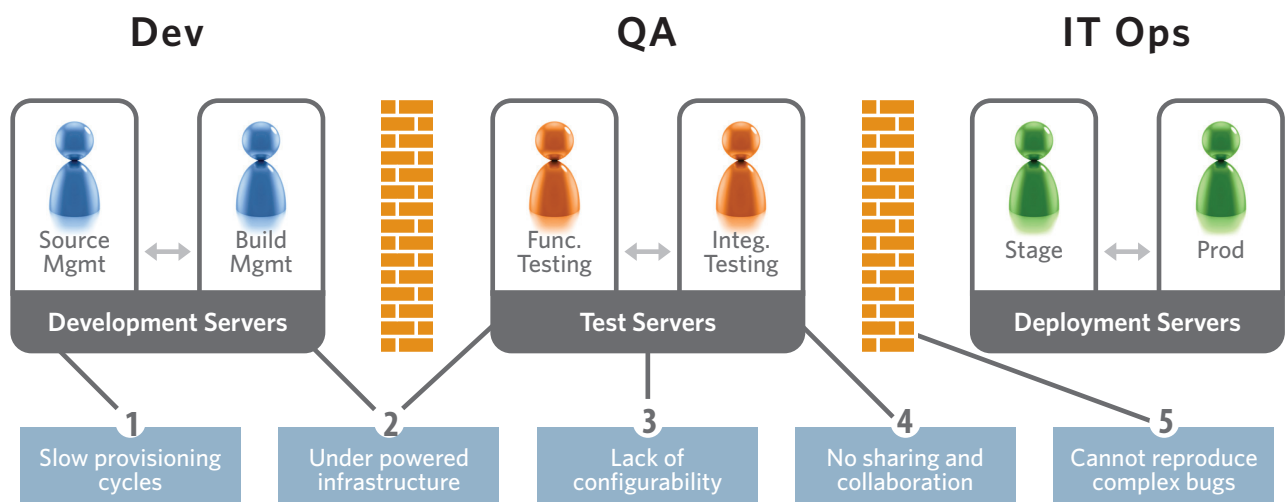 Dev
QA
IT Ops
Source
Mgmt
Build
Mgmt
Func.
Testing
Integ.
Testing
Stage
Prod
Development Servers
Test Servers
Deployment Servers
1
Slow provisioning
cycles
2
Under powered
infrastructure
3
Lack of
configurability
4
No sharing and
collaboration
5
Cannot reproduce
complex bugs